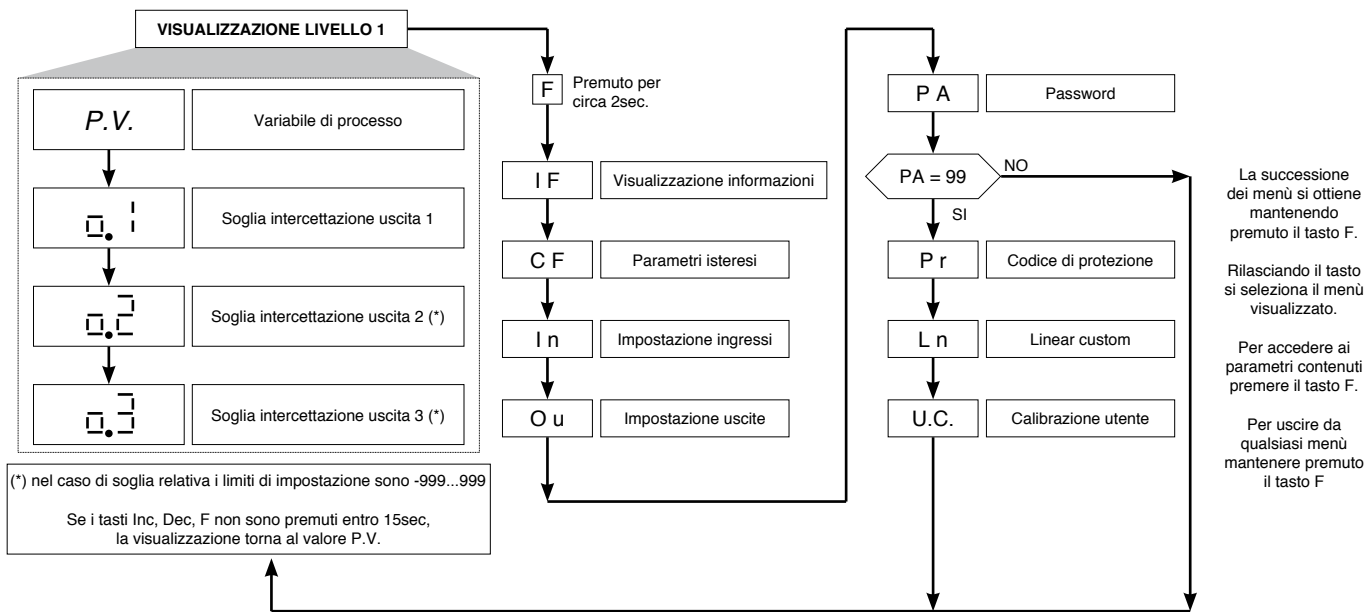 VISUALIZZAZIONE LIVELLO 1
P.V.
Variabile di processo
o.1
Soglia intercettazione uscita 1
o.2
Soglia intercettazione uscita 2 (*)
o.3
Soglia intercettazione uscita 3 (*)
(*) nel caso di soglia relativa i limiti di impostazione sono -999...999
Se i tasti Inc, Dec, F non sono premuti entro 15sec,
la visualizzazione torna al valore P.V.
F
Premuto per
circa 2sec.
I F
Visualizzazione informazioni
C F
Parametri isteresi
I n
Impostazione ingressi
O u
Impostazione uscite
P A
Password
PA = 99
NO
SI
P r
Codice di protezione
L n
Linear custom
U.C.
Calibrazione utente
La successione
dei menù si ottiene
mantenendo
premuto il tasto F.
Rilasciando il tasto
si seleziona il menù
visualizzato.
Per accedere ai
parametri contenuti
premere il tasto F.
Per uscire da
qualsiasi menù
mantenere premuto
il tasto F